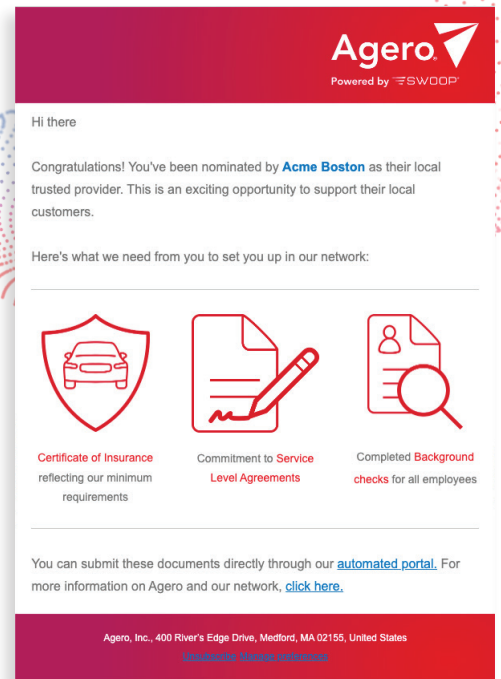 Agero
Powered by SWOOP
Hi there
Congratulations! You've been nominated by Acme Boston as their local
trusted provider. This is an exciting opportunity to support their local
customers.
Here's what we need from you to set you up in our network:
Certificate of Insurance
reflecting our minimum
requirements
Commitment to Service
Level Agreements
Completed Background
checks for all employees
You can submit these documents directly through our automated portal. For
more information on Agero and our network, click here.
Agero, Inc., 400 River's Edge Drive, Medford, MA 02155, United States
Unsubscribe Manage preferences